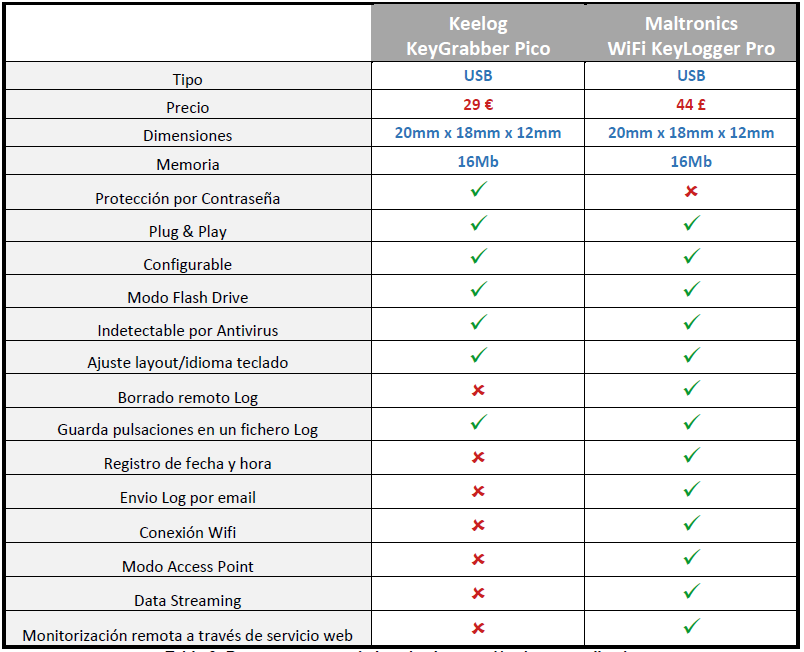 Keelog
KeyGrabber Pico
Maltronics
WiFi KeyLogger Pro
Tipo USB USB
Precio 29 € 44 £
Dimensiones 20mm x 18mm x 12mm 20mm x 18mm x 12mm
Memoria 16Mb 16Mb
Protección por Contraseña ✓ ✗
Plug & Play ✓ ✓
Configurable ✓ ✓
Modo Flash Drive ✓ ✓
Indetectable por Antivirus ✓ ✓
Ajuste layout/idioma teclado ✓ ✓
Borrado remoto Log ✗ ✓
Guarda pulsaciones en un fichero Log ✓ ✓
Registro de fecha y hora ✗ ✓
Envio Log por email ✗ ✓
Conexión Wifi ✗ ✓
Modo Access Point ✗ ✓
Data Streaming ✗ ✓
Monitorización remota a través de servicio web ✗ ✓